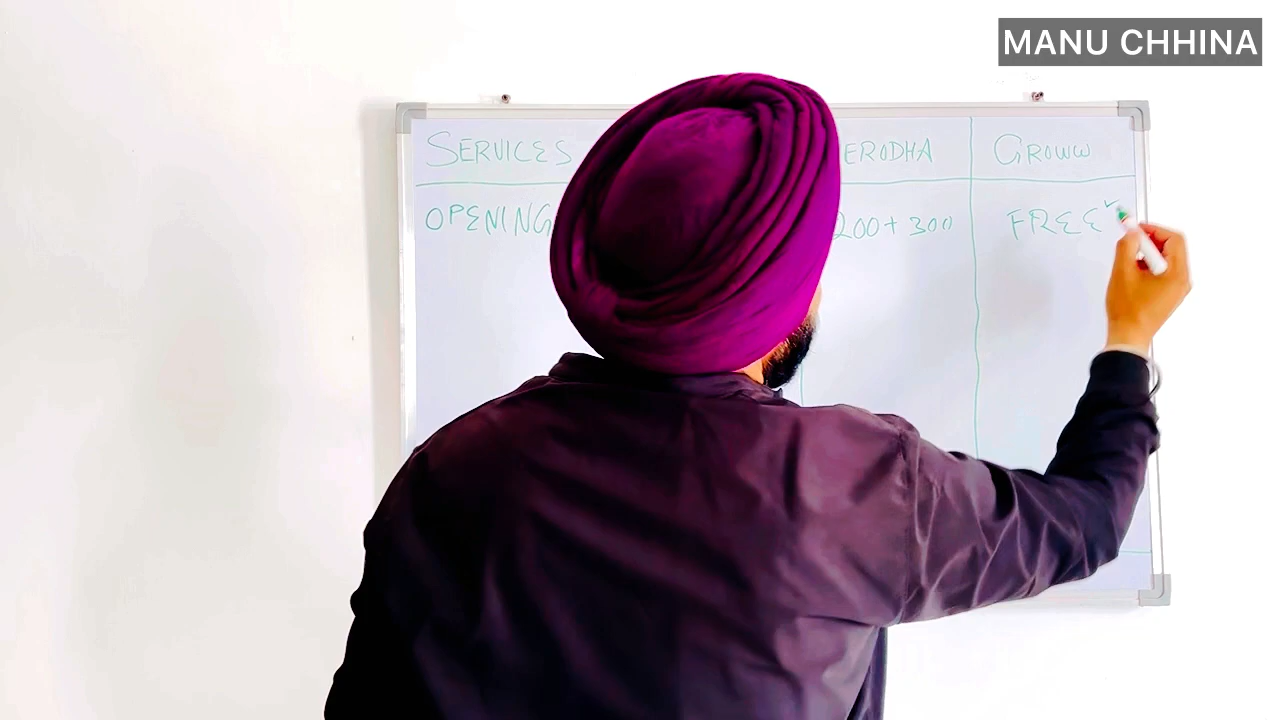 MANU CHHINA
SERVICES ERODHA GROWW
OPENING 200+300 FREE ✓